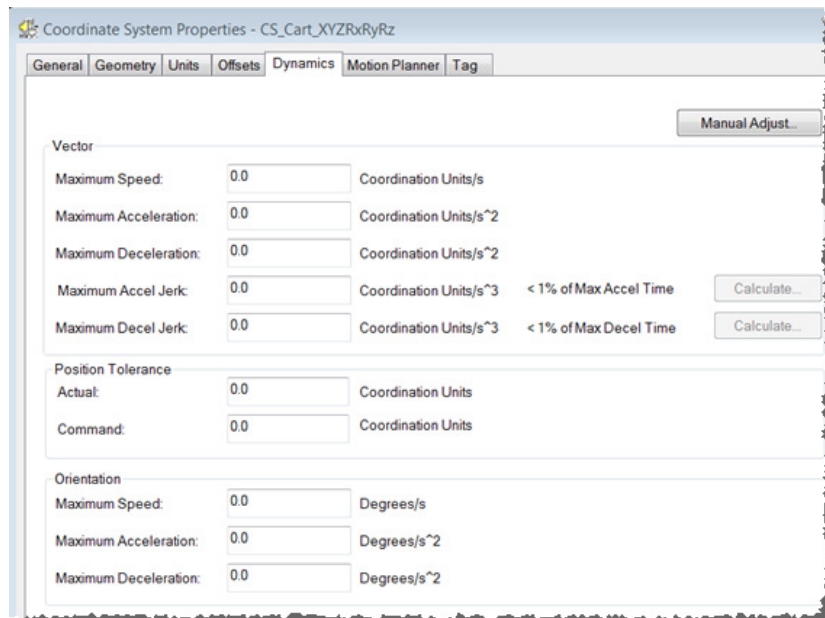 Coordinate System Properties - CS_Cart_XYZRxRyRz
General Geometry Units Offsets Dynamics Motion Planner Tag
Manual Adjust...
Vector
Maximum Speed: 0.0 Coordination Units/s
Maximum Acceleration: 0.0 Coordination Units/s^2
Maximum Deceleration: 0.0 Coordination Units/s^2
Maximum Accel Jerk: 0.0 Coordination Units/s^3 < 1% of Max Accel Time Calculate...
Maximum Decel Jerk: 0.0 Coordination Units/s^3 < 1% of Max Decel Time Calculate...
Position Tolerance
Actual: 0.0 Coordination Units
Command: 0.0 Coordination Units
Orientation
Maximum Speed: 0.0 Degrees/s
Maximum Acceleration: 0.0 Degrees/s^2
Maximum Deceleration: 0.0 Degrees/s^2